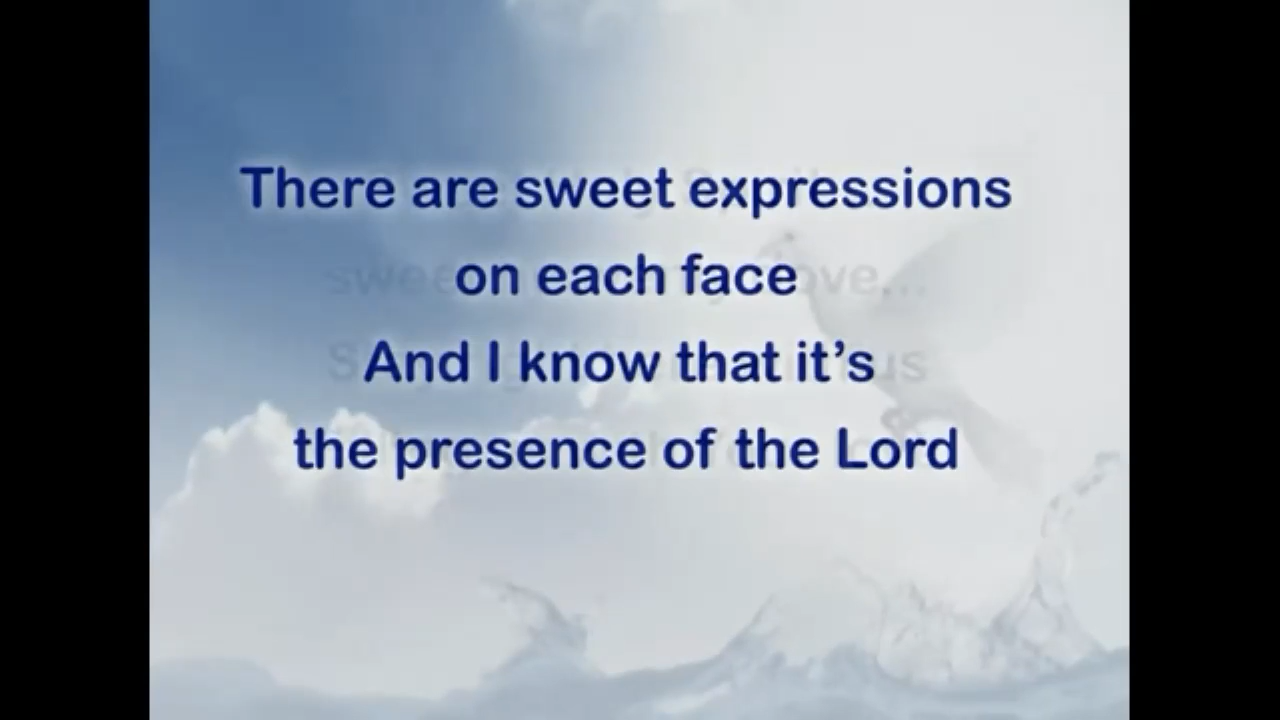 There are sweet expressions
on each face
And I know that it's
the presence of the Lord